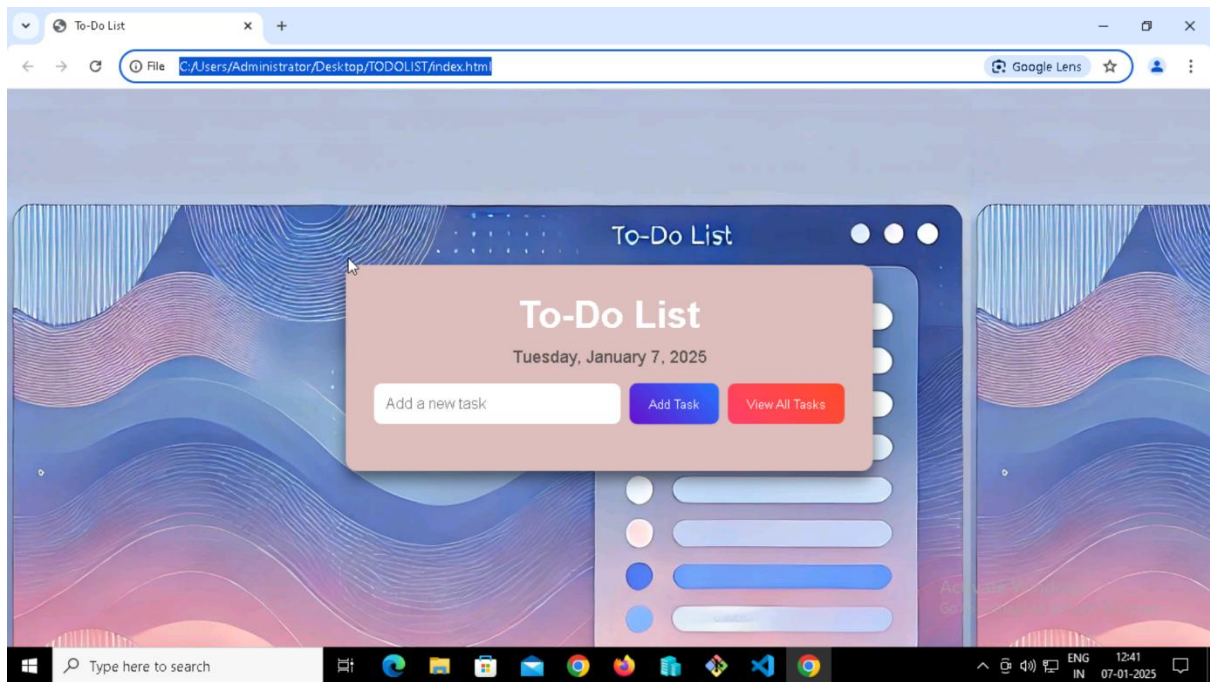 To-Do List
File C:/Users/Administrator/Desktop/TODOLIST/index.html
Google Lens
To-Do List
To-Do List
Tuesday, January 7, 2025
Add a new task
Add Task
View All Tasks
Type here to search
ENG
IN
12:41
07-01-2025